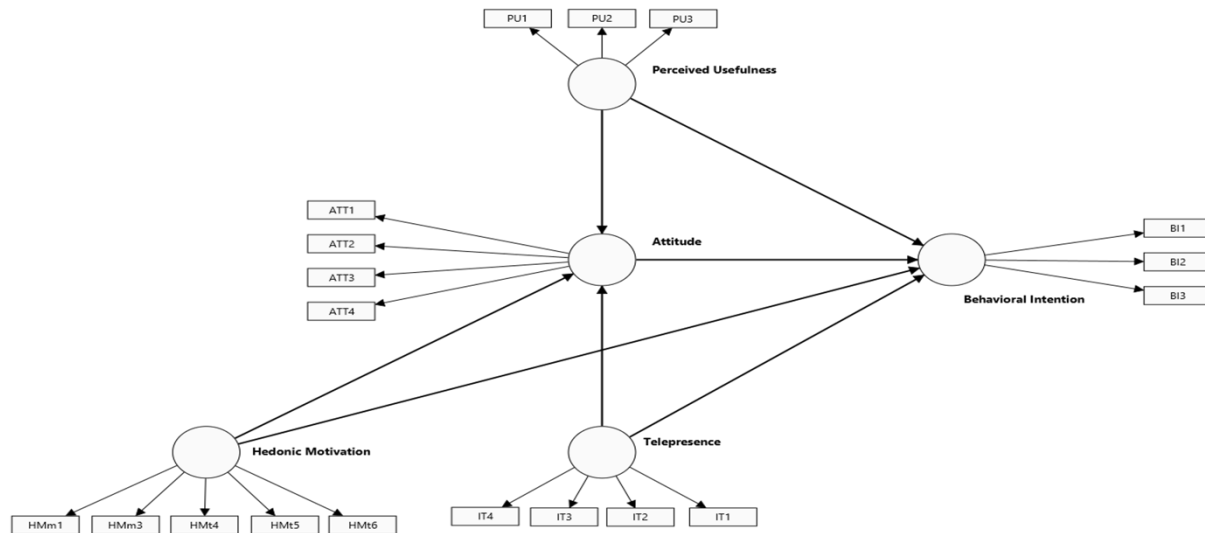 PU1
PU2
PU3
Perceived Usefulness
ATT1
ATT2
ATT3
ATT4
Attitude
BI1
BI2
BI3
Behavioral Intention
Hedonic Motivation
Telepresence
HMm1
HMm3
HMt4
HMt5
HMt6
IT4
IT3
IT2
IT1